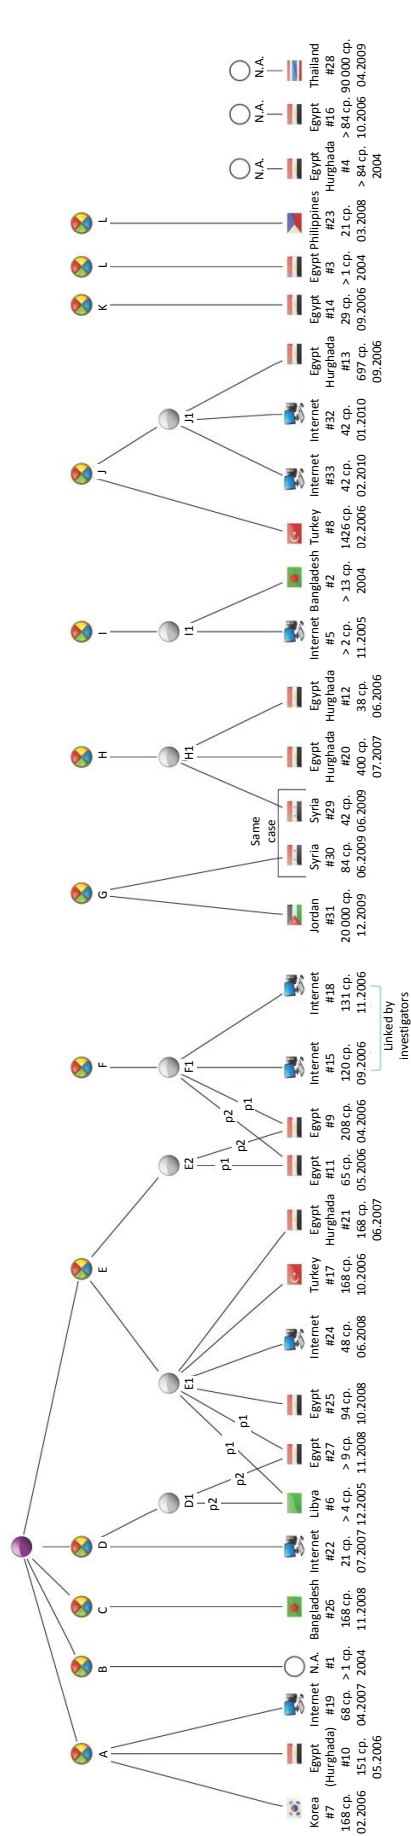 A
B
C
D
E
F
G
H
I
J
K
L
L
N.A.
N.A.
N.A.
D1
E1
E2
F1
H1
I1
J1
p2
p2
p1
p1
p1
p2
p2
p1
Same
case
Korea
#7
168 cp.
02.2006
Egypt
(Hurghada)
#10
151 cp.
05.2006
Internet
#19
68 cp.
04.2007
N.A.
#1
> 1 cp.
2004
Bangladesh
#26
168 cp.
11.2008
Internet
#22
21 cp.
07.2007
Libya
#6
> 4 cp.
12.2005
Egypt
#27
> 9 cp.
11.2008
Egypt
#25
94 cp.
10.2008
Internet
#24
48 cp.
06.2008
Turkey
#17
168 cp.
10.2006
Egypt
Hurghada
#21
168 cp.
06.2007
Egypt
#11
65 cp.
05.2006
Egypt
#9
208 cp.
04.2006
Internet
#15
120 cp.
09.2006
Internet
#18
131 cp.
11.2006
Linked by
investigators
Jordan
#31
20 000 cp.
12.2009
Syria
#30
84 cp.
06.2009
Syria
#29
42 cp.
06.2009
Egypt
Hurghada
#20
400 cp.
07.2007
Egypt
Hurghada
#12
38 cp.
06.2006
Internet
#5
> 2 cp.
11.2005
Bangladesh
#2
> 13 cp.
2004
Turkey
#8
1426 cp.
02.2006
Internet
#33
42 cp.
02.2010
Internet
#32
42 cp.
01.2010
Egypt
Hurghada
#13
697 cp.
09.2006
Egypt
#14
29 cp.
09.2006
Egypt
#3
> 1 cp.
2004
Philippines
#23
21 cp.
03.2008
Egypt
Hurghada
#4
> 84 cp.
2004
Egypt
#16
> 84 cp.
10.2006
Thailand
#28
90 000 cp.
04.2009